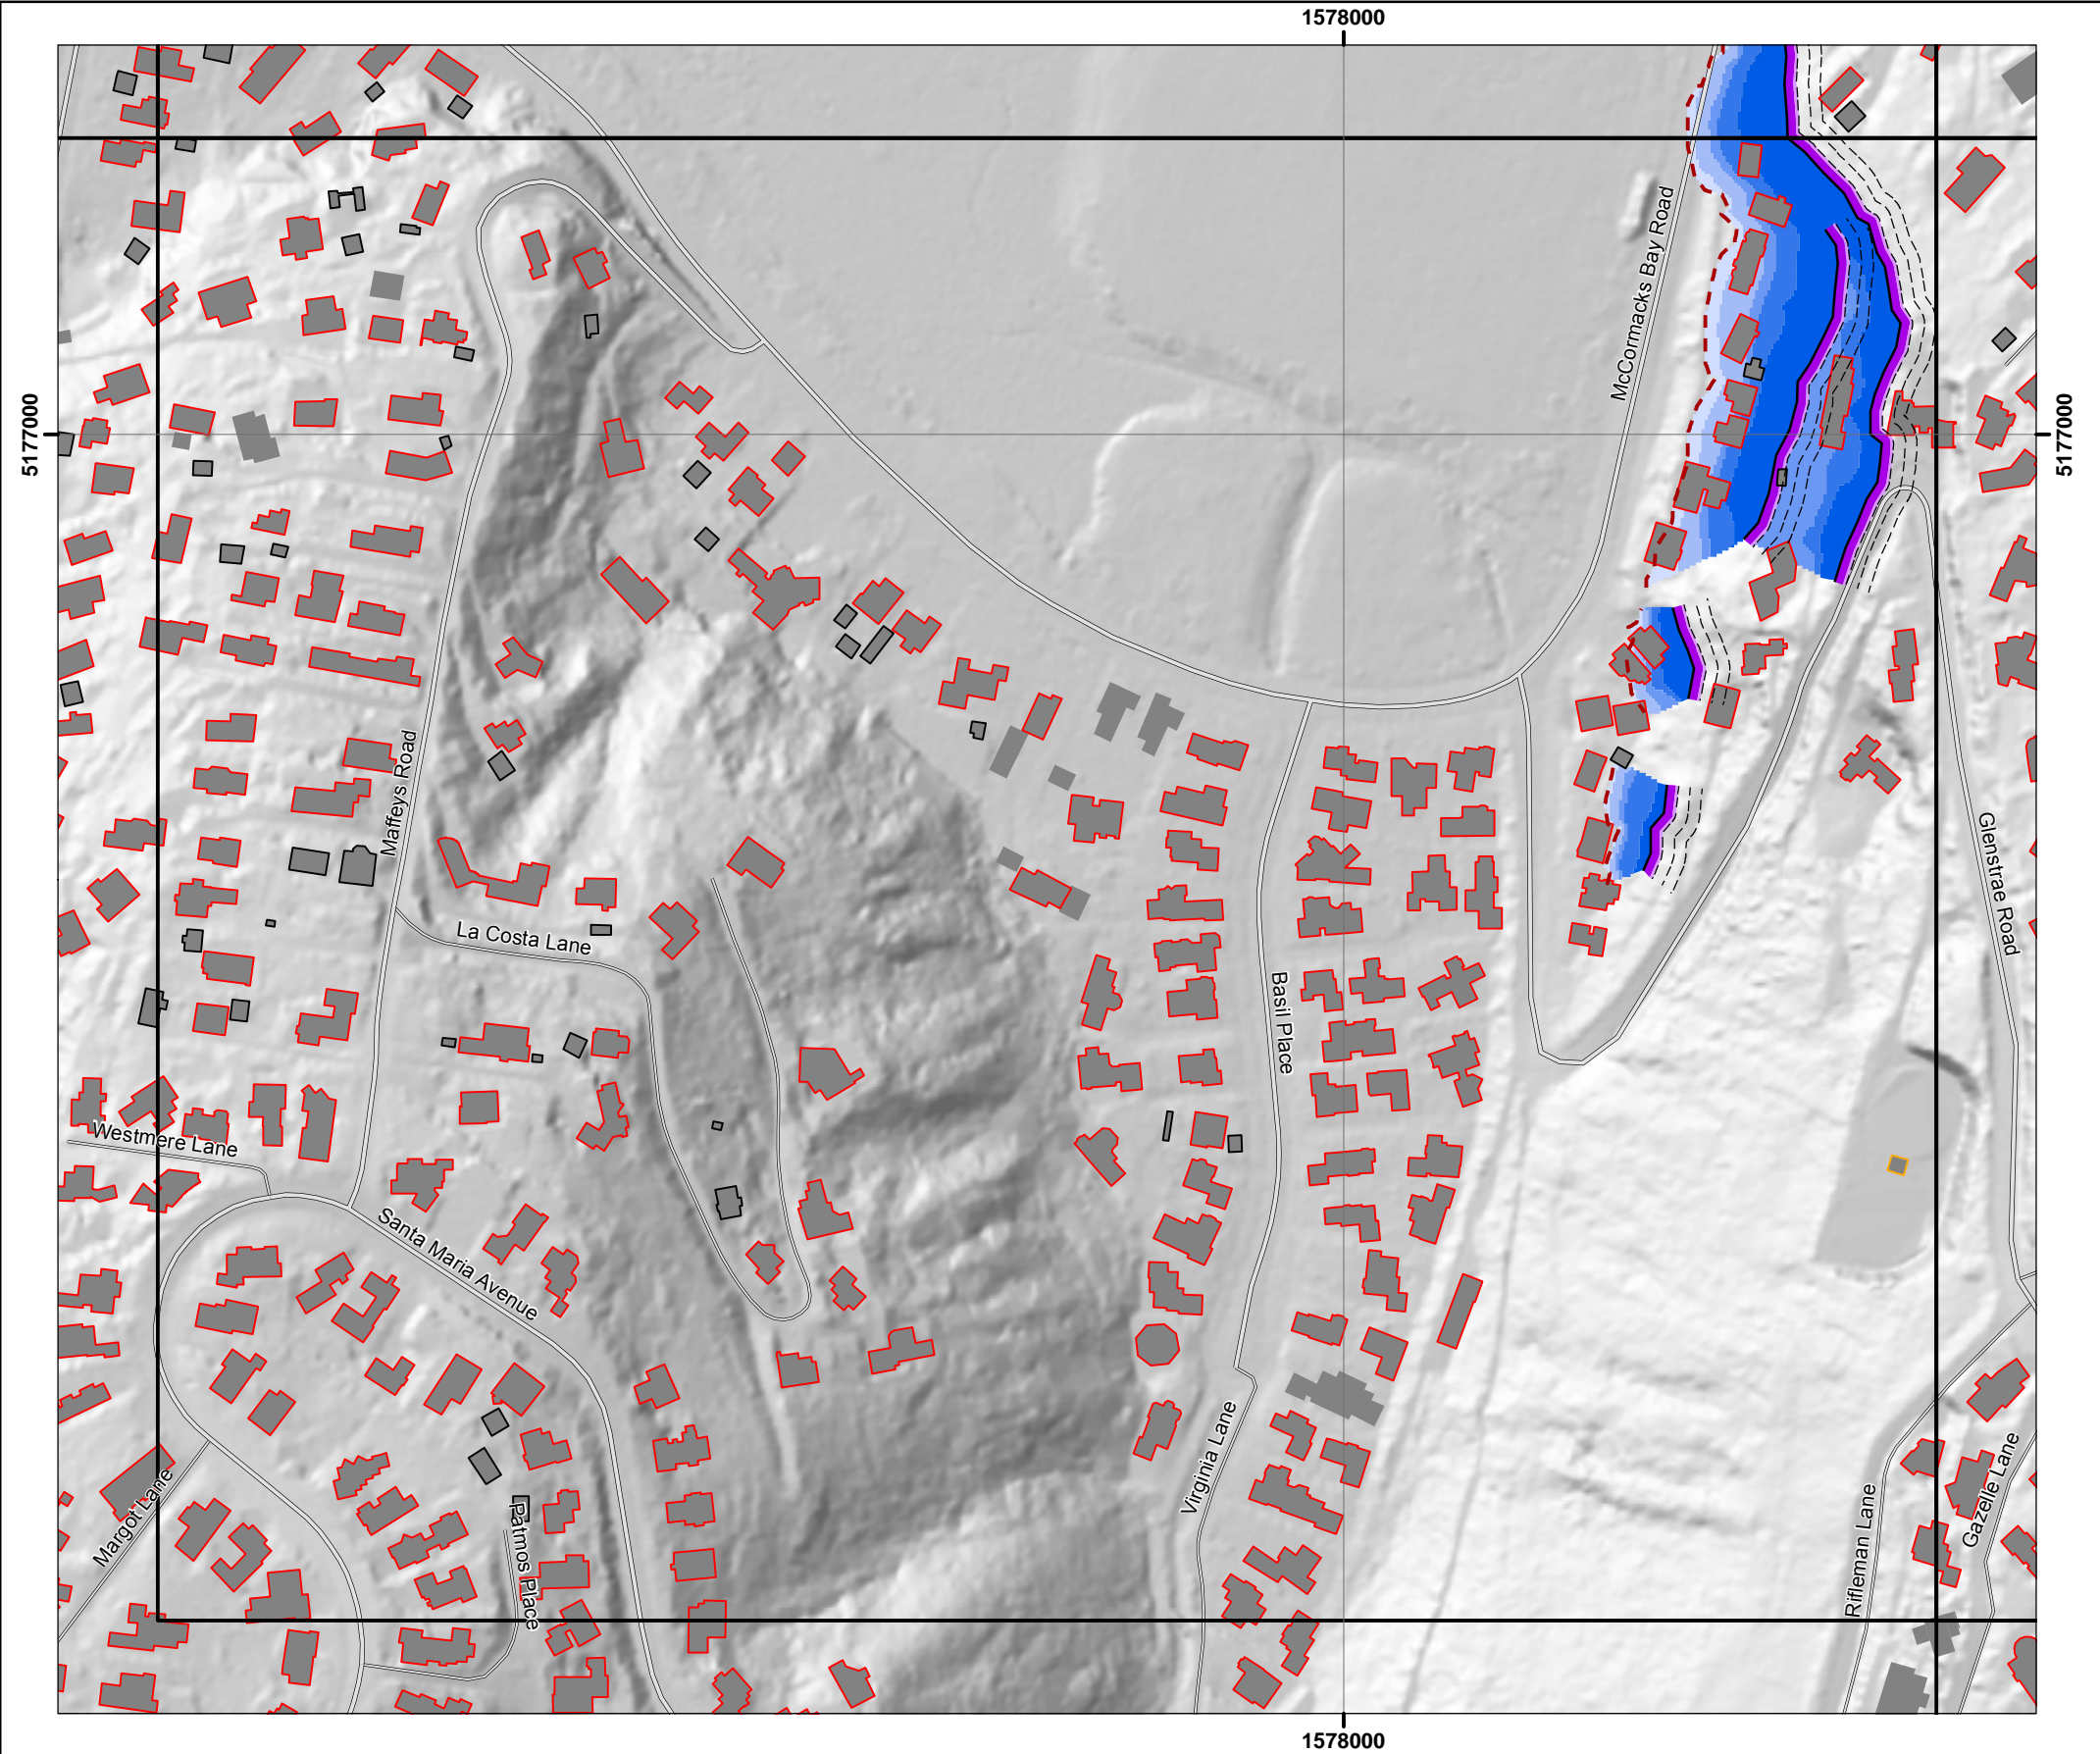 1578000
McCormacks Bay Road
5177000
5177000
Maffeys Road
Glenstrae Road
La Costa Lane
Basil Place
Westmere Lane
Santa Maria Avenue
Virginia Lane
Margot Lane
Patmos Place
Rifleman Lane
Gazelle Lane
1578000